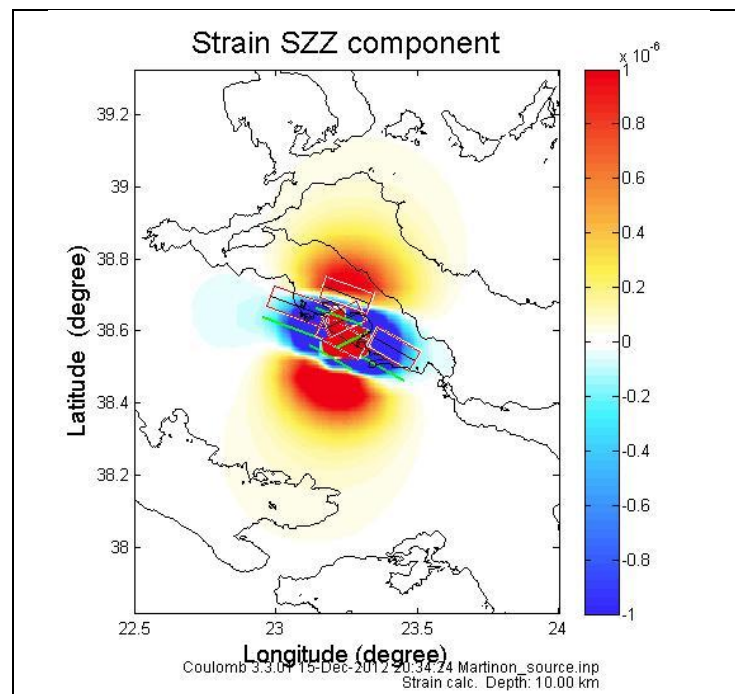 Strain SZZ component
x 10^-6
1
0.8
0.6
0.4
0.2
0
-0.2
-0.4
-0.6
-0.8
-1
39.2
39
38.8
38.6
38.4
38.2
38
Latitude (degree)
22.5 23 23.5 24
Longitude (degree)
Coulomb 3.3.01 15-Dec-2012 20:34:24 Martinon_source.inp
Strain calc. Depth: 10.00 km